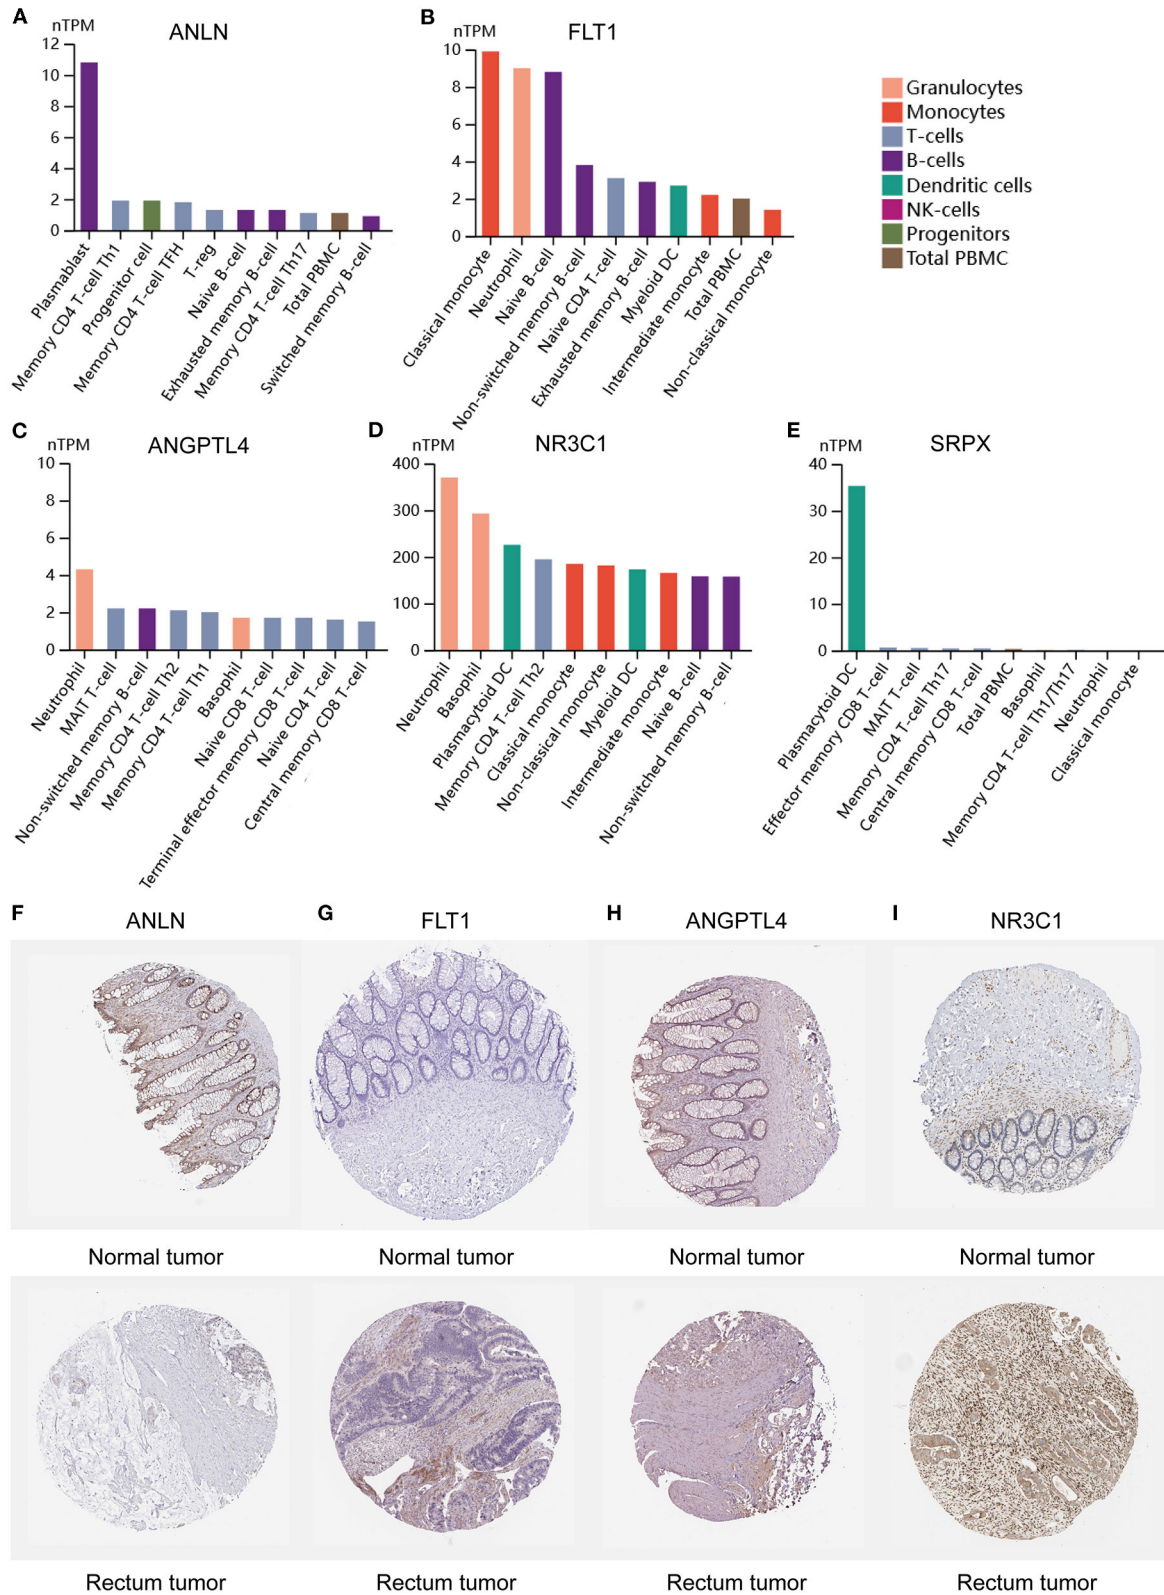 A
ANLN
nTPM
12
10
8
6
4
2
0
Plasmablast
Memory CD4 T-cell Th1
Progenitor cell
Memory CD4 T-cell TFH
T-reg
Naive B-cell
Exhausted memory B-cell
Memory CD4 T-cell Th17
Total PBMC
Switched memory B-cell
B
FLT1
nTPM
10
8
6
4
2
0
Classical monocyte
Neutrophil
Naive B-cell
Non-switched memory B-cell
Naive CD4 T-cell
Exhausted memory B-cell
Myeloid DC
Intermediate monocyte
Total PBMC
Non-classical monocyte
Granulocytes
Monocytes
T-cells
B-cells
Dendritic cells
NK-cells
Progenitors
Total PBMC
C
ANGPTL4
nTPM
10
8
6
4
2
0
Neutrophil
MAIT T-cell
Non-switched memory B-cell
Memory CD4 T-cell Th2
Memory CD4 T-cell Th1
Basophil
Naive CD8 T-cell
Terminal effector memory CD8 T-cell
Naive CD4 T-cell
Central memory CD8 T-cell
D
NR3C1
nTPM
400
300
200
100
0
Neutrophil
Basophil
Plasmacytoid DC
Memory CD4 T-cell Th2
Classical monocyte
Non-classical monocyte
Myeloid DC
Intermediate monocyte
Naive B-cell
Non-switched memory B-cell
E
SRPX
nTPM
40
30
20
10
0
Plasmacytoid DC
Effector memory CD8 T-cell
MAIT T-cell
Memory CD4 T-cell Th17
Central memory CD8 T-cell
Total PBMC
Basophil
Memory CD4 T-cell Th1/Th17
Neutrophil
Classical monocyte
F
ANLN
G
FLT1
H
ANGPTL4
I
NR3C1
Normal tumor
Normal tumor
Normal tumor
Normal tumor
Rectum tumor
Rectum tumor
Rectum tumor
Rectum tumor